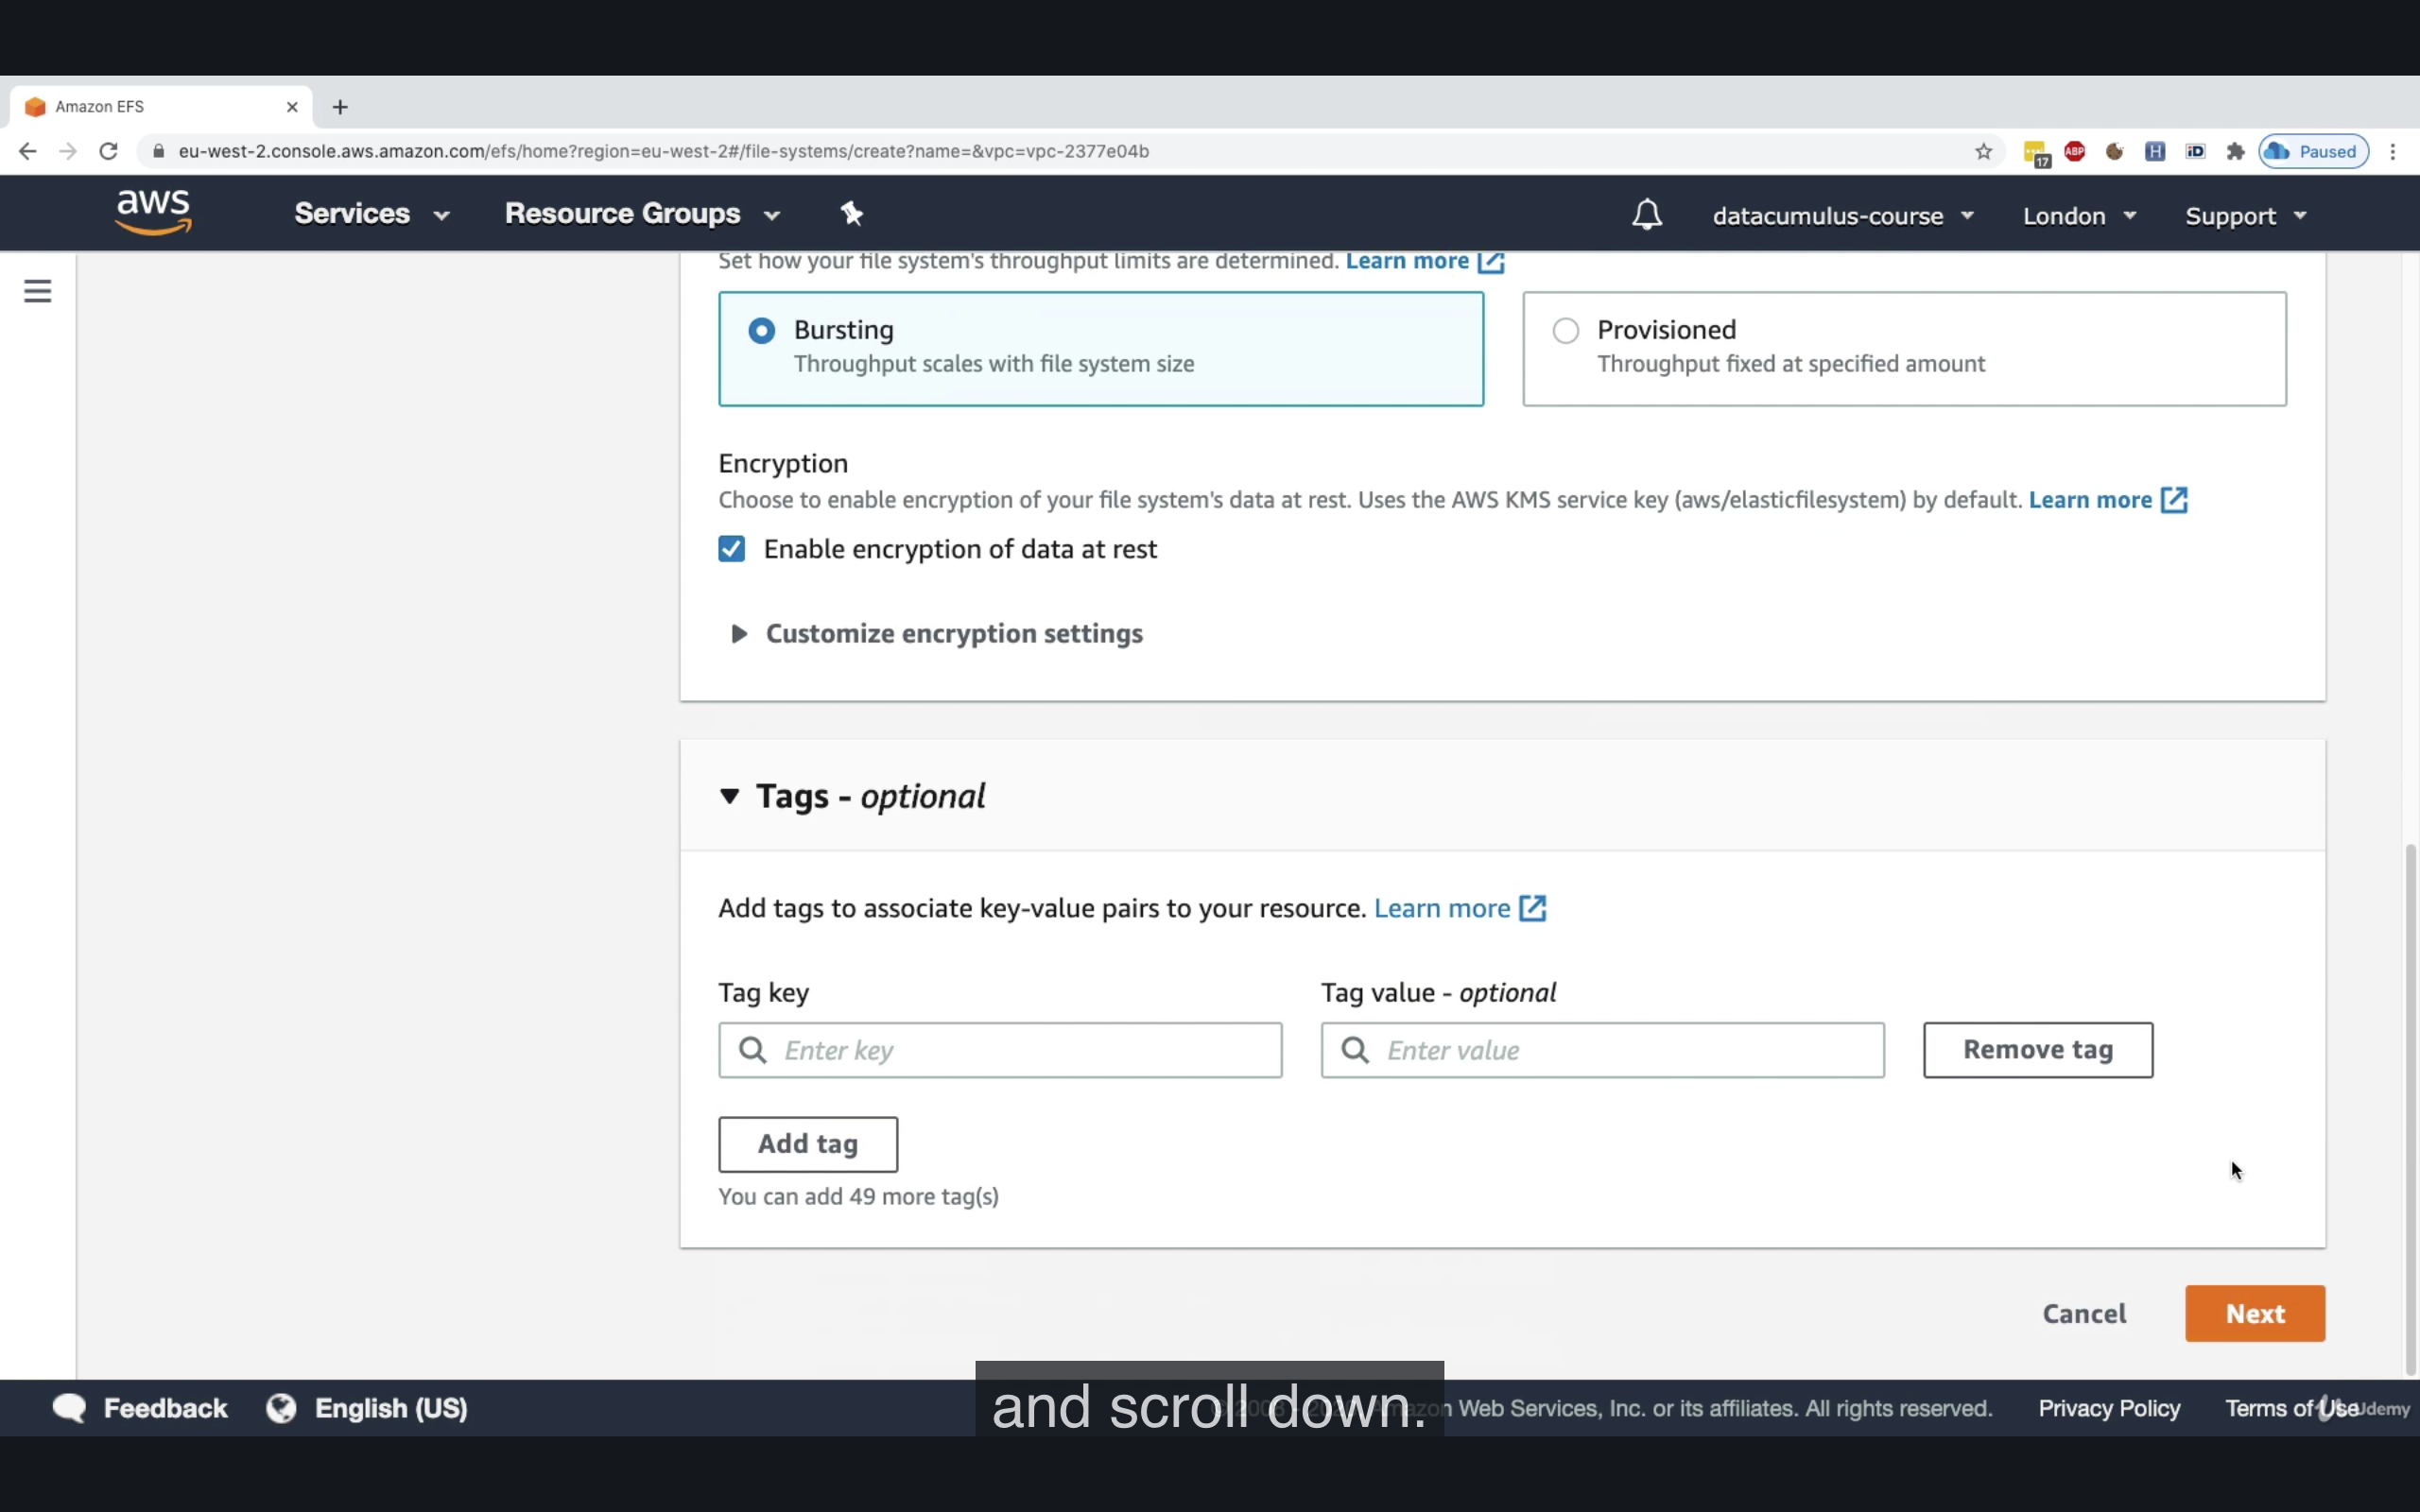 Amazon EFS
eu-west-2.console.aws.amazon.com/efs/home?region=eu-west-2#/file-systems/create?name=&vpc=vpc-2377e04b
17
ABP
H
iD
Paused
aws
Services
Resource Groups
datacumulus-course
London
Support
Set how your file system's throughput limits are determined. Learn more
Bursting
Throughput scales with file system size
Provisioned
Throughput fixed at specified amount
Encryption
Choose to enable encryption of your file system's data at rest. Uses the AWS KMS service key (aws/elasticfilesystem) by default. Learn more
Enable encryption of data at rest
Customize encryption settings
Tags - optional
Add tags to associate key-value pairs to your resource. Learn more
Tag key
Tag value - optional
Enter key
Enter value
Remove tag
Add tag
You can add 49 more tag(s)
Cancel
Next
and scroll down.
Feedback
English (US)
Web Services, Inc. or its affiliates. All rights reserved.
Privacy Policy
Terms of Use
Udemy